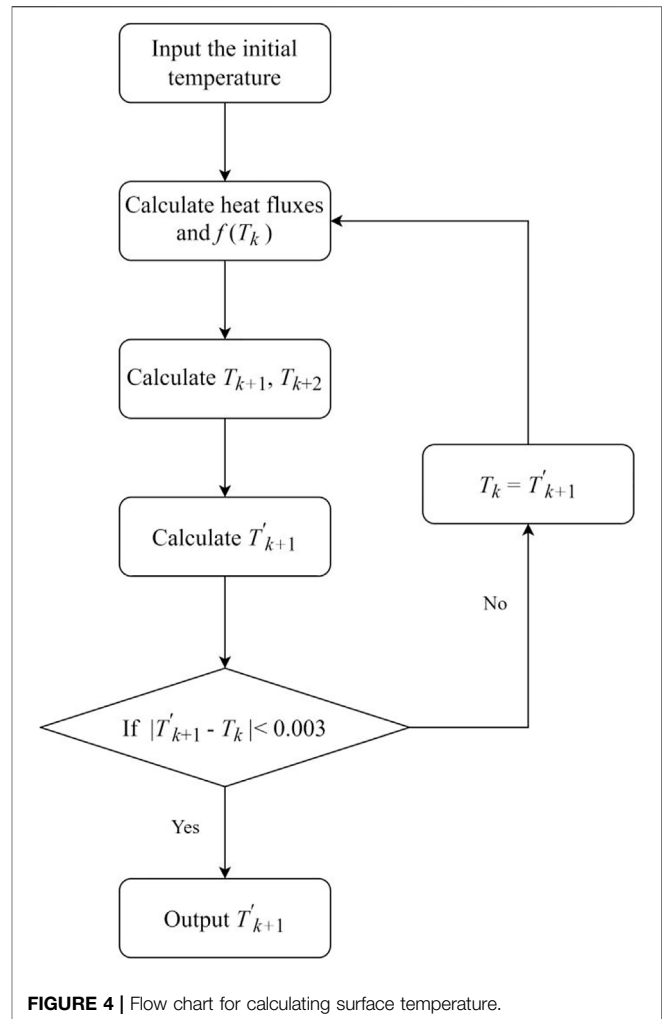 Input the initial
temperature
Calculate heat fluxes
and f(Tₖ)
Calculate Tₖ₊₁, Tₖ₊₂
Calculate T′ₖ₊₁
Tₖ = T′ₖ₊₁
No
If |T′ₖ₊₁ - Tₖ|< 0.003
Yes
Output T′ₖ₊₁
FIGURE 4 | Flow chart for calculating surface temperature.